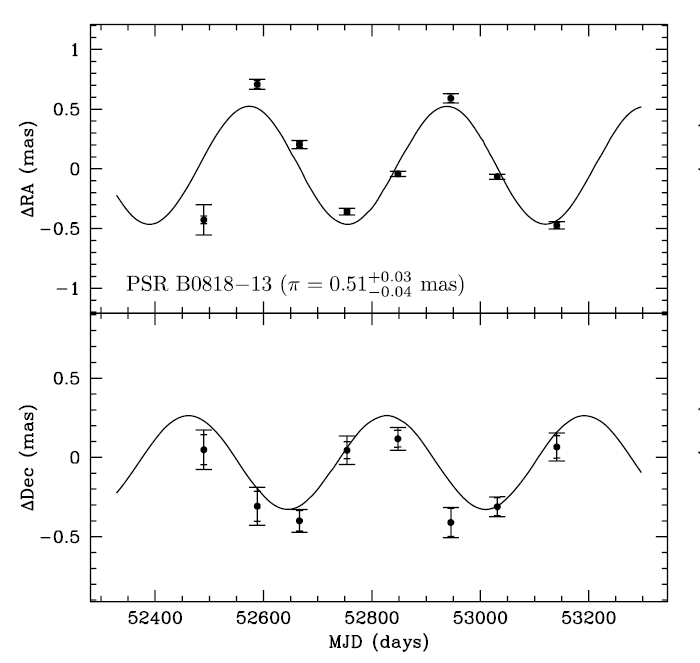 1
0.5
0
−0.5
−1
ΔRA (mas)
PSR B0818−13 (π = 0.51+0.03−0.04 mas)
0.5
0
−0.5
ΔDec (mas)
52400 52600 52800 53000 53200
MJD (days)